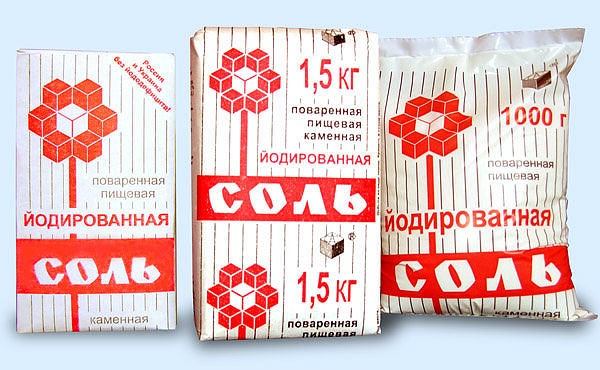 Россия
и Украина
без йододефицита!
поваренная
пищевая
ЙОДИРОВАННАЯ
СОЛЬ
каменная
1,5 кг
поваренная
пищевая
каменная
ЙОДИРОВАННАЯ
СОЛЬ
®
1,5 кг
поваренная
пищевая
®
1000 г
поваренная
пищевая
йодированная
СОЛЬ
каменная